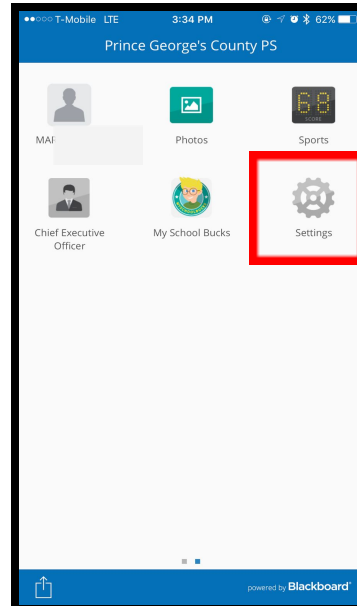 T-Mobile LTE 3:34 PM 62%
Prince George's County PS
68
SCORE
Photos
Sports
Chief Executive
Officer
My School Bucks
Settings
powered by Blackboard